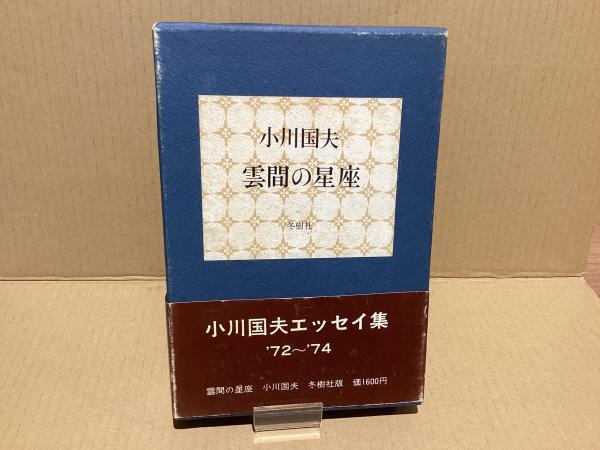 小川国夫
雲間の星座
冬樹社
小川国夫エッセイ集
'72〜'74
雲間の星座 小川国夫 冬樹社版 価1600円